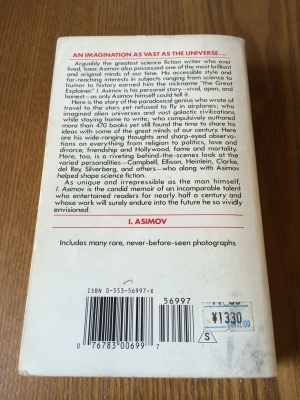 AN IMAGINATION AS VAST AS THE UNIVERSE...
Arguably the greatest science fiction writer who ever
lived, Isaac Asimov also possessed one of the most brilliant
and original minds of our time. His accessible style and
far-reaching interests in subjects ranging from science to
humor to history earned him the nickname "the Great
Explainer." I. Asimov is his personal story—vivid, open, and
honest—as only Asimov himself could tell it.
Here is the story of the paradoxical genius who wrote of
travel to the stars yet refused to fly in airplanes; who
imagined alien universes and vast galactic civilizations
while staying home to write; who compulsively authored
more than 470 books yet still found the time to share his
ideas with some of the great minds of our century. Here
are his wide-ranging thoughts and sharp-eyed observa-
tions on everything from religion to politics, love and
divorce, friendship and Hollywood, fame and mortality.
Here, too, is a riveting behind-the-scenes look at the
varied personalities—Campbell, Ellison, Heinlein, Clarke,
del Rey, Silverberg, and others—who along with Asimov
helped shape science fiction.
As unique and irrepressible as the man himself,
I. Asimov is the candid memoir of an incomparable talent
who entertained readers for nearly half a century and
whose work will surely endure into the future he so vividly
envisioned.
I. ASIMOV
Includes many rare, never-before-seen photographs
ISBN 0-553-56997-X
56997
¥1330
0 76783 00699 7
S